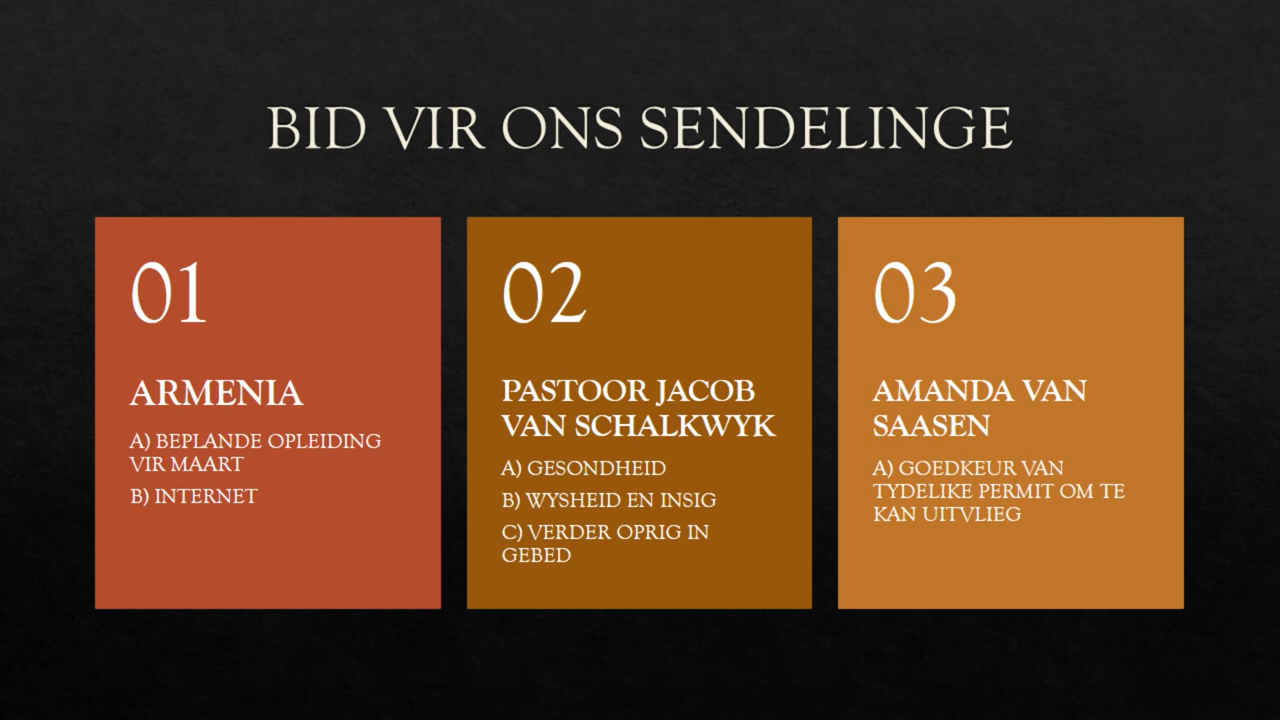 BID VIR ONS SENDELINGE
01
ARMENIA
A) BEPLANDE OPLEIDING
VIR MAART
B) INTERNET
02
PASTOOR JACOB
VAN SCHALKWYK
A) GESONDHEID
B) WYSHEID EN INSIG
C) VERDER OPRIG IN
GEBED
03
AMANDA VAN
SAASEN
A) GOEDKEUR VAN
TYDELIKE PERMIT OM TE
KAN UITVLIEG